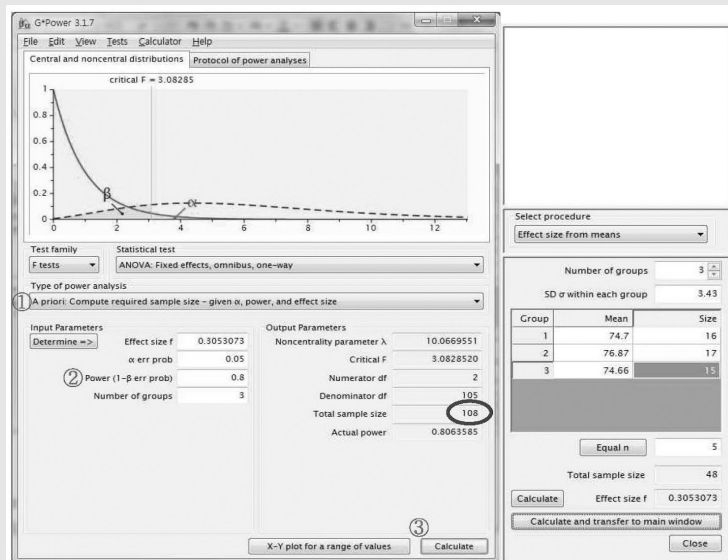 G*Power 3.1.7
File Edit View Tests Calculator Help
Central and noncentral distributions Protocol of power analyses
critical F = 3.08285
1
0.8
0.6
0.4
0.2
0
β
α
0 2 4 6 8 10 12
Test family Statistical test
F tests ANOVA: Fixed effects, omnibus, one-way
Type of power analysis
① A priori: Compute required sample size - given α, power, and effect size
Input Parameters
Determine => Effect size f 0.3053073
α err prob 0.05
② Power (1-β err prob) 0.8
Number of groups 3
Output Parameters
Noncentrality parameter λ 10.0669551
Critical F 3.0828520
Numerator df 2
Denominator df 105
Total sample size 108
Actual power 0.8063585
③
X-Y plot for a range of values Calculate
Select procedure
Effect size from means
Number of groups 3
SD σ within each group 3.43
Group Mean Size
1 74.7 16
2 76.87 17
3 74.66 15
Equal n 5
Total sample size 48
Calculate Effect size f 0.3053073
Calculate and transfer to main window
Close